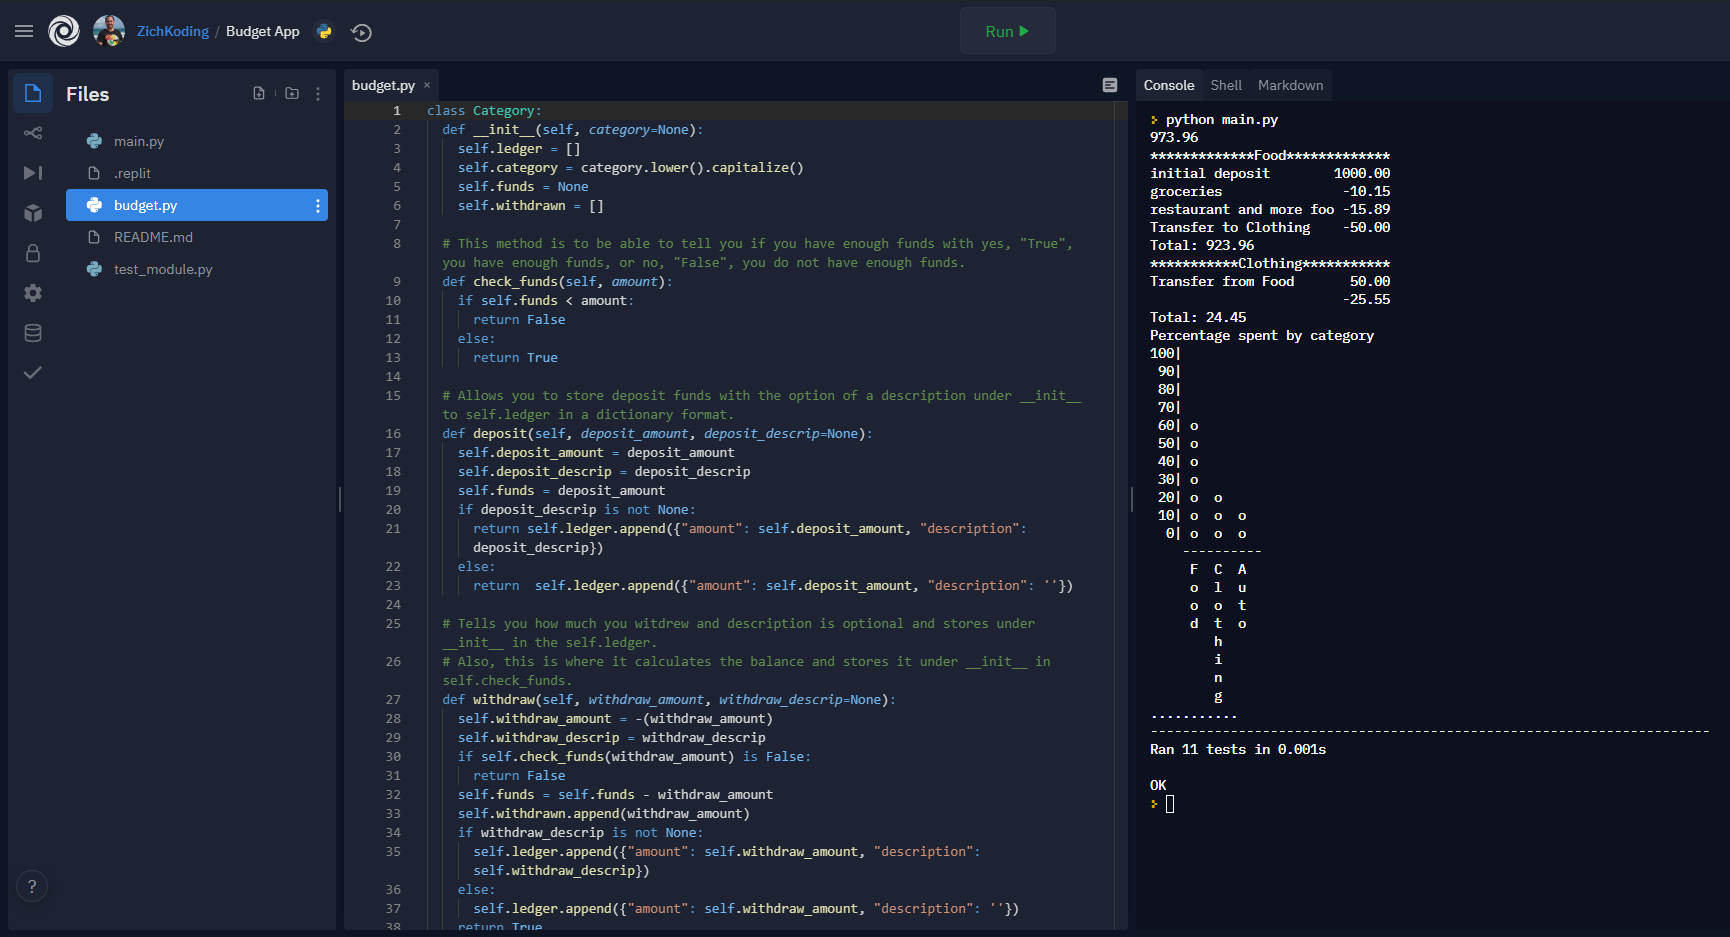 ZichKoding / Budget App
Run
Files
main.py
.replit
budget.py
README.md
test_module.py
?
budget.py ×
1 class Category:
2 def __init__(self, category=None):
3 self.ledger = []
4 self.category = category.lower().capitalize()
5 self.funds = None
6 self.withdrawn = []
7
8 # This method is to be able to tell you if you have enough funds with yes, "True",
you have enough funds, or no, "False", you do not have enough funds.
9 def check_funds(self, amount):
10 if self.funds < amount:
11 return False
12 else:
13 return True
14
15 # Allows you to store deposit funds with the option of a description under __init__
to self.ledger in a dictionary format.
16 def deposit(self, deposit_amount, deposit_descrip=None):
17 self.deposit_amount = deposit_amount
18 self.deposit_descrip = deposit_descrip
19 self.funds = deposit_amount
20 if deposit_descrip is not None:
21 return self.ledger.append({"amount": self.deposit_amount, "description":
deposit_descrip})
22 else:
23 return  self.ledger.append({"amount": self.deposit_amount, "description": ''})
24
25 # Tells you how much you witdrew and description is optional and stores under
__init__ in the self.ledger.
26 # Also, this is where it calculates the balance and stores it under __init__ in
self.check_funds.
27 def withdraw(self, withdraw_amount, withdraw_descrip=None):
28 self.withdraw_amount = -(withdraw_amount)
29 self.withdraw_descrip = withdraw_descrip
30 if self.check_funds(withdraw_amount) is False:
31 return False
32 self.funds = self.funds - withdraw_amount
33 self.withdrawn.append(withdraw_amount)
34 if withdraw_descrip is not None:
35 self.ledger.append({"amount": self.withdraw_amount, "description":
self.withdraw_descrip})
36 else:
37 self.ledger.append({"amount": self.withdraw_amount, "description": ''})
38 return True
Console Shell Markdown
python main.py
973.96
*************Food*************
initial deposit        1000.00
groceries               -10.15
restaurant and more foo -15.89
Transfer to Clothing    -50.00
Total: 923.96
***********Clothing***********
Transfer from Food       50.00
-25.55
Total: 24.45
Percentage spent by category
100|
90|
80|
70|
60| o
50| o
40| o
30| o
20| o  o
10| o  o  o
0| o  o  o
----------
F  C  A
o  l  u
o  o  t
d  t  o
h
i
n
g
...........
----------------------------------------------------------------------
Ran 11 tests in 0.001s
OK